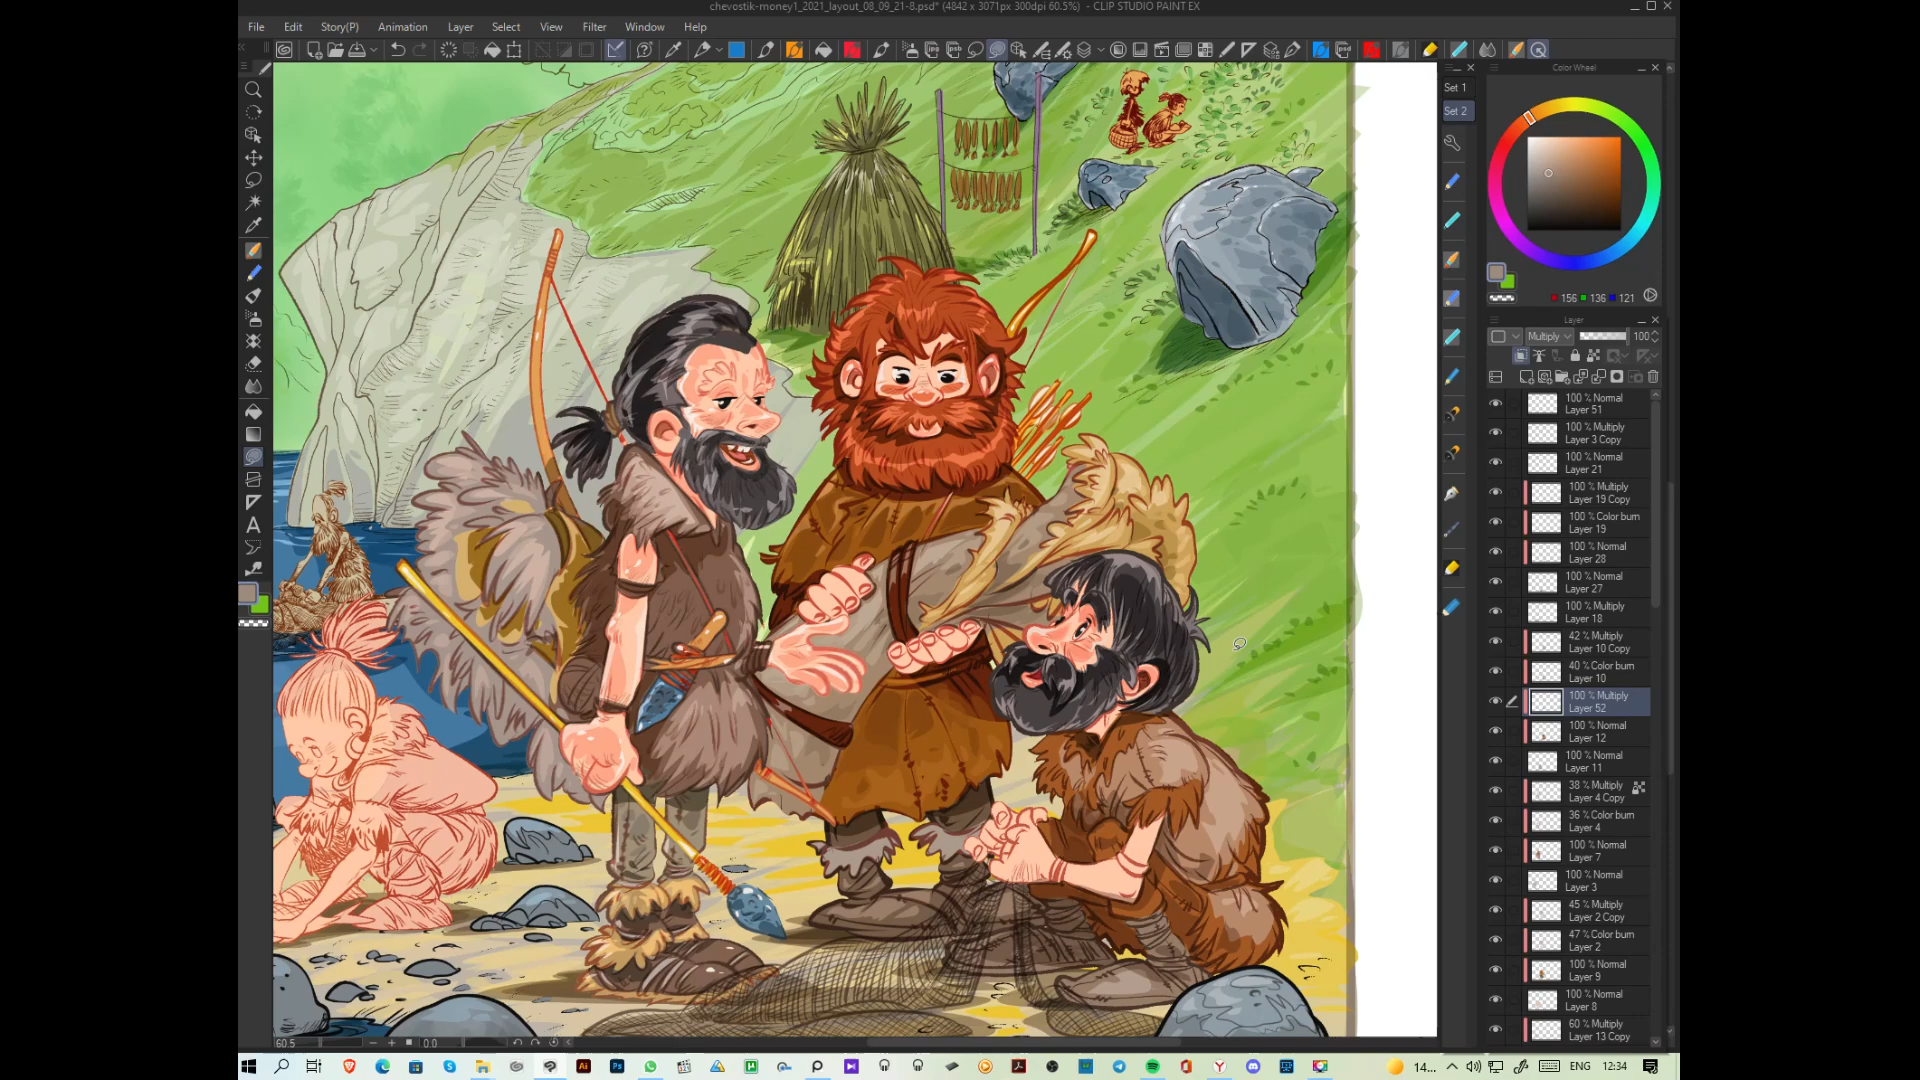 chevostik-money1_2021_layout_08_09_21-8.psd* (4842 x 3071px 300dpi 60.5%) - CLIP STUDIO PAINT EX
File Edit Story(P) Animation Layer Select View Filter Window Help
Color Wheel
Set 1
Set 2
156 136 121
Layer
Multiply 100
100 % Normal
Layer 51
100 % Multiply
Layer 3 Copy
100 % Normal
Layer 21
100 % Multiply
Layer 19 Copy
100 % Color burn
Layer 19
100 % Normal
Layer 28
100 % Normal
Layer 27
100 % Multiply
Layer 18
42 % Multiply
Layer 10 Copy
40 % Color burn
Layer 10
100 % Multiply
Layer 52
100 % Normal
Layer 12
100 % Normal
Layer 11
38 % Multiply
Layer 4 Copy
36 % Color burn
Layer 4
100 % Normal
Layer 7
100 % Normal
Layer 3
45 % Multiply
Layer 2 Copy
47 % Color burn
Layer 2
100 % Normal
Layer 9
100 % Normal
Layer 8
60 % Multiply
Layer 13 Copy
60.5 0.0
Ai Ps 14... ENG 12:34